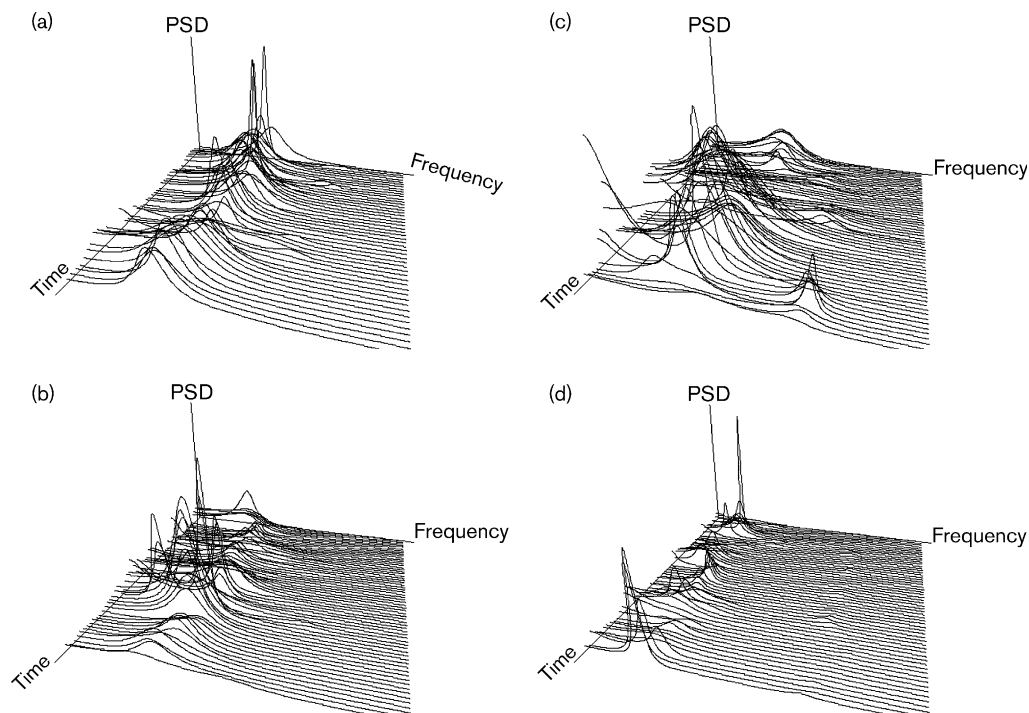 (a)
PSD
Frequency
Time
(b)
PSD
Frequency
Time
(c)
PSD
Frequency
Time
(d)
PSD
Frequency
Time